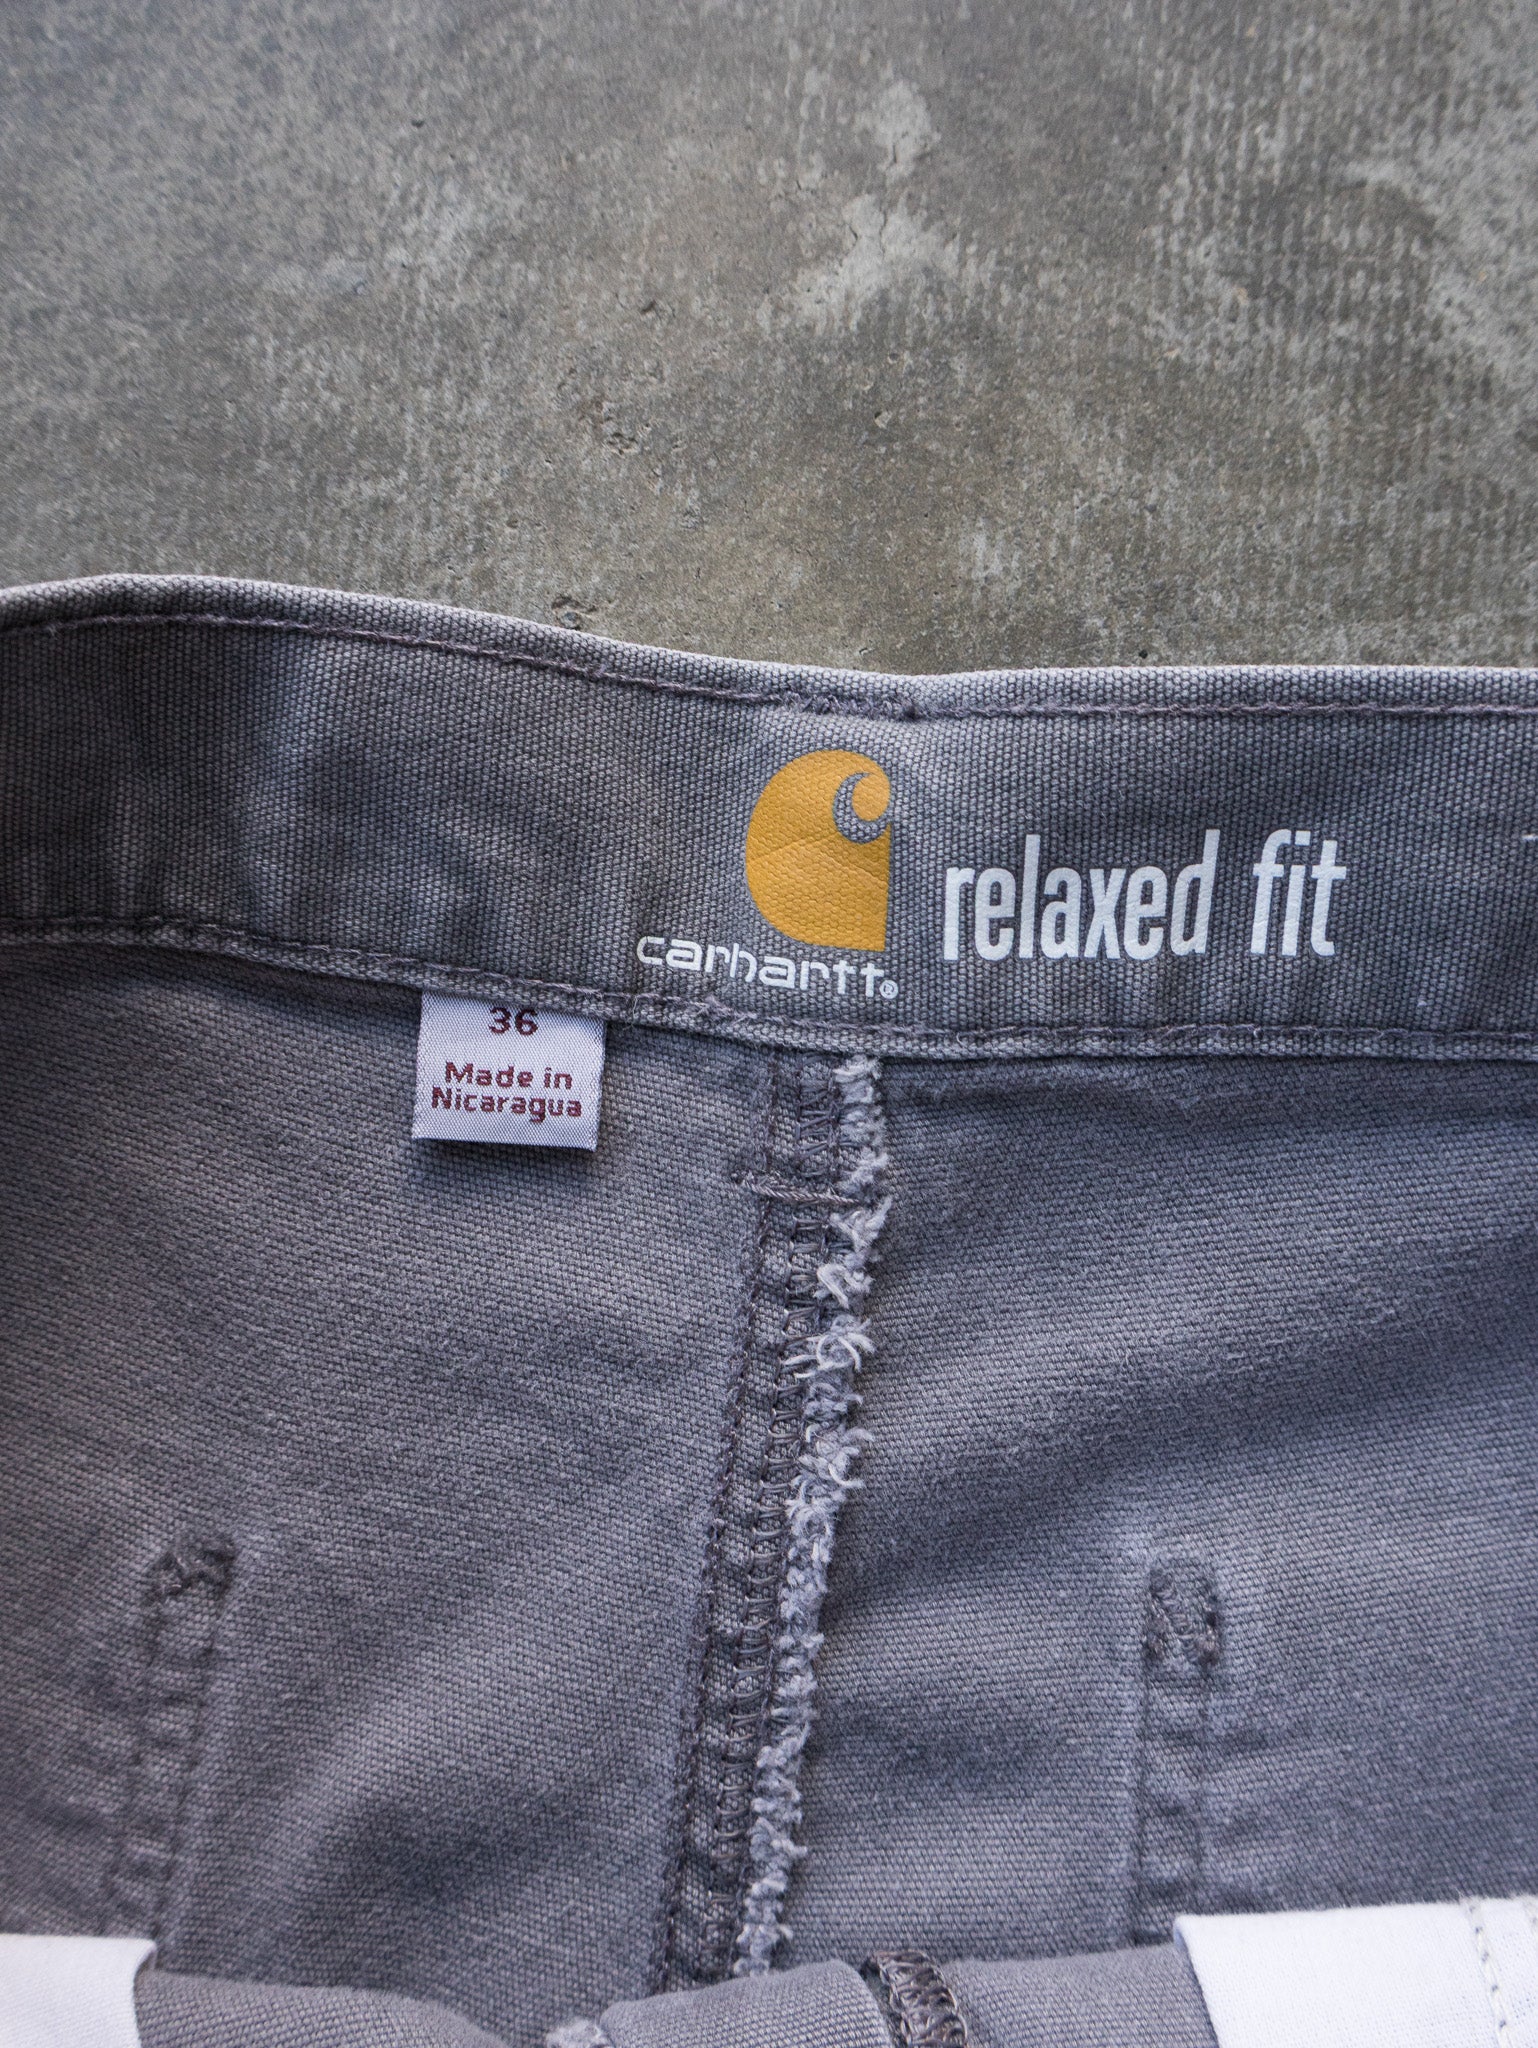 carhartt®
relaxed fit
36
Made in
Nicaragua